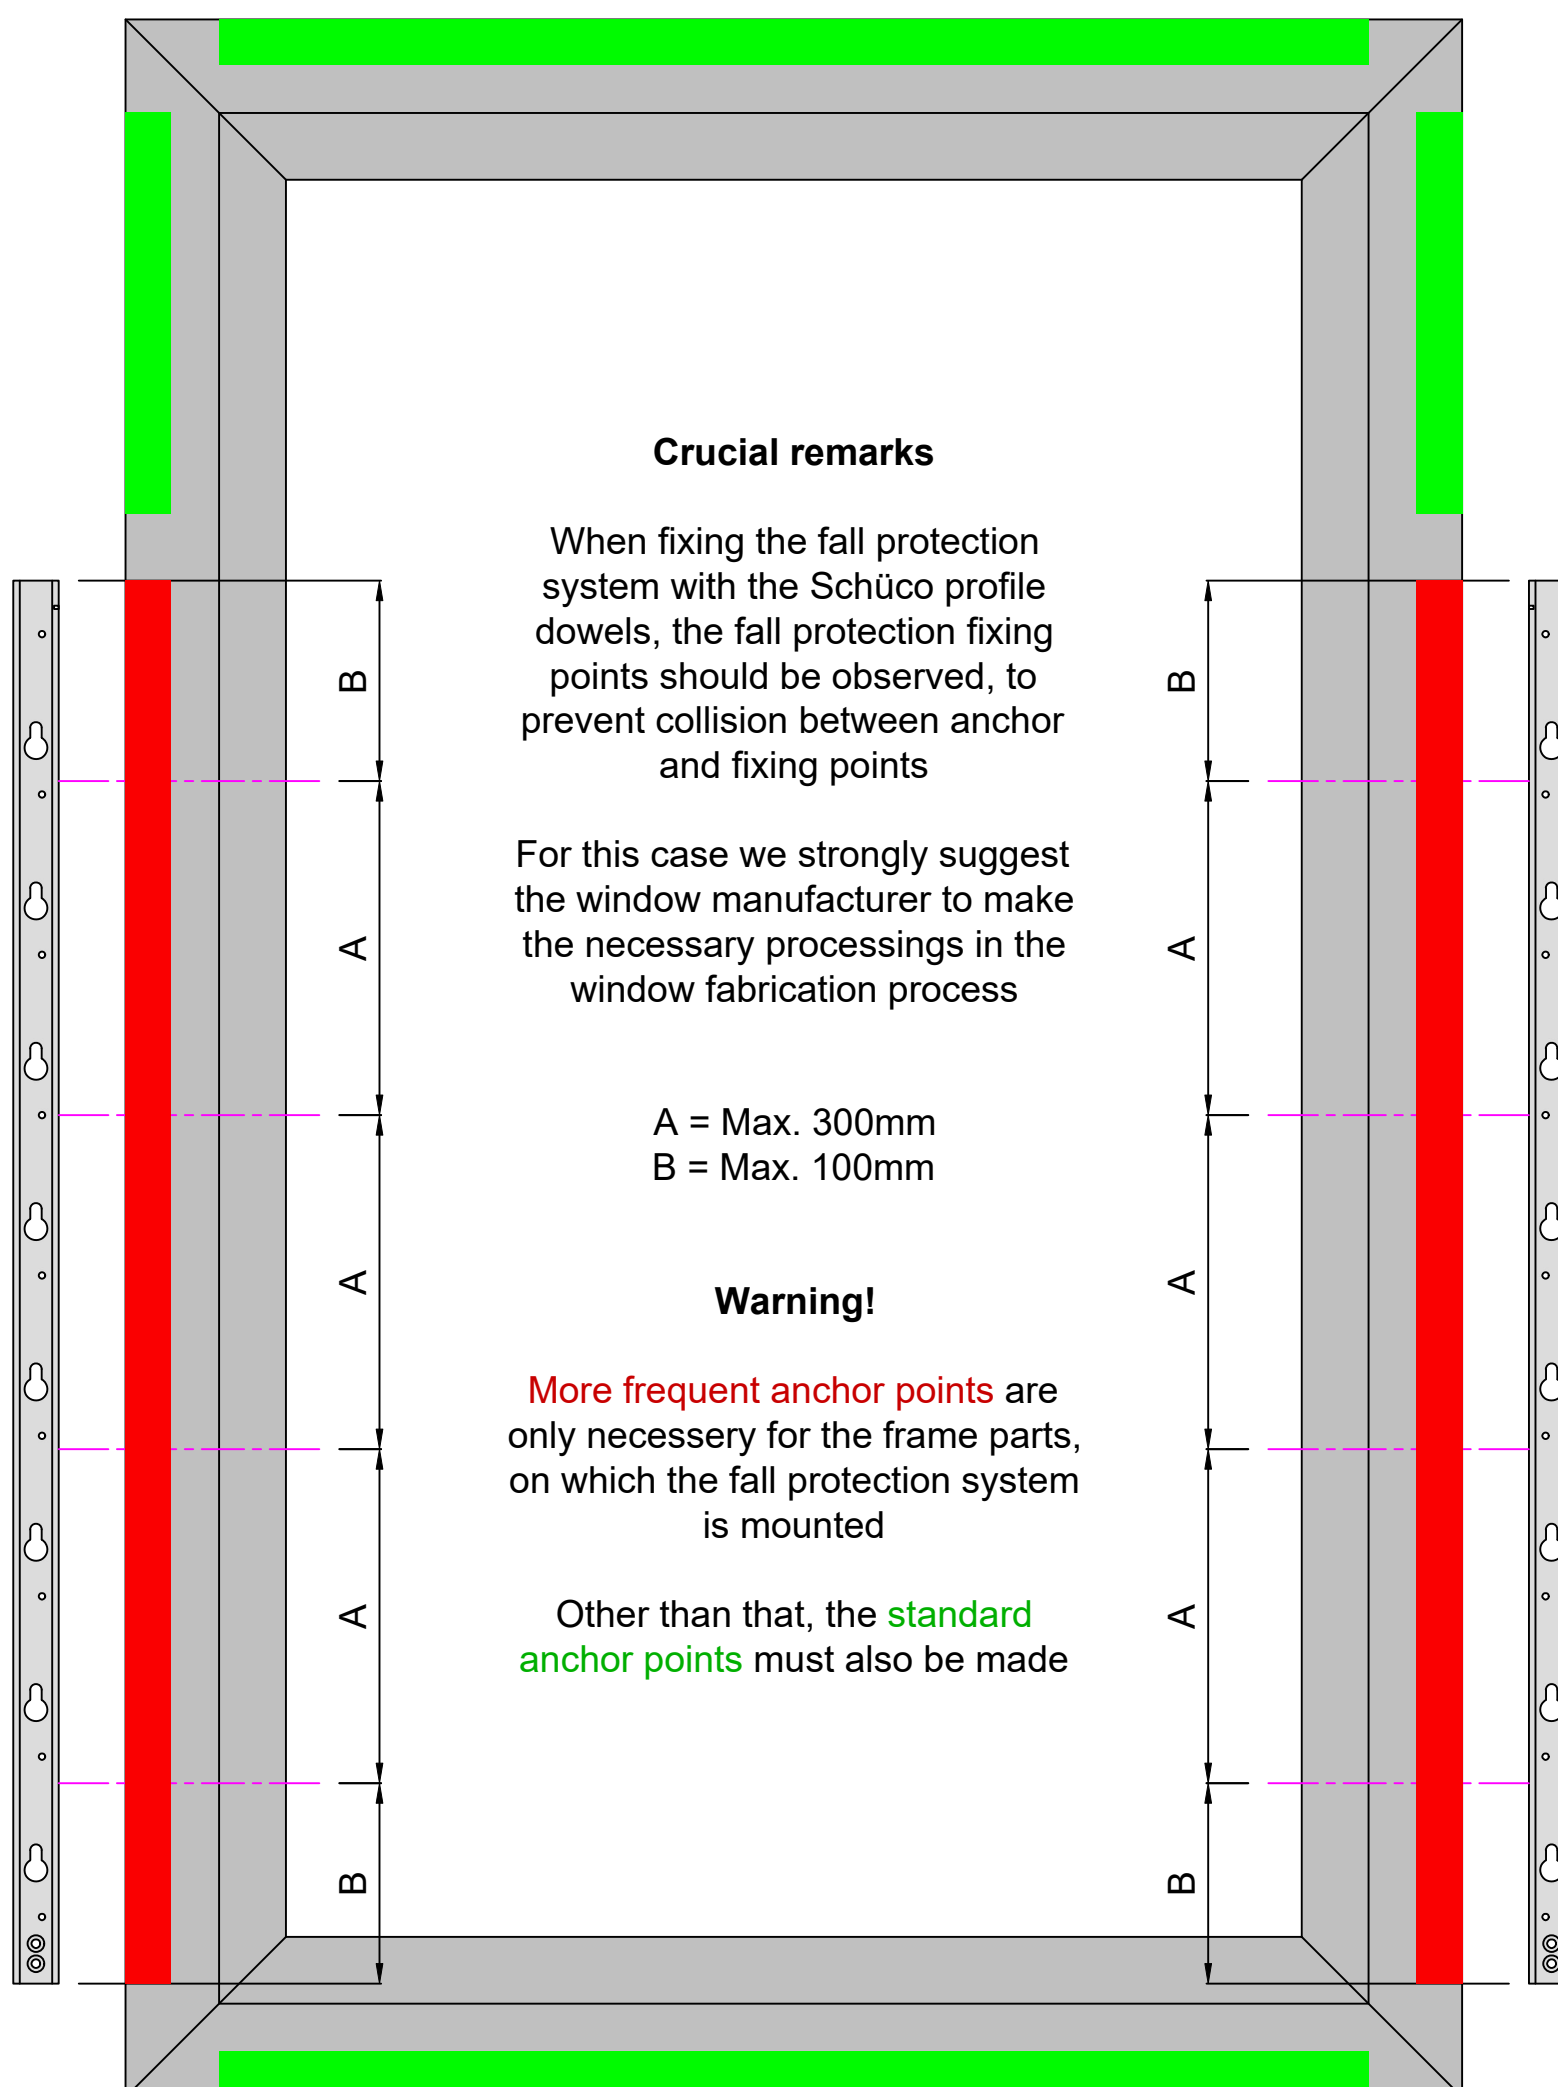 Crucial remarks
When fixing the fall protection
system with the Schüco profile
dowels, the fall protection fixing
points should be observed, to
prevent collision between anchor
and fixing points
For this case we strongly suggest
the window manufacturer to make
the necessary processings in the
window fabrication process
A = Max. 300mm
B = Max. 100mm
Warning!
More frequent anchor points are
only necessery for the frame parts,
on which the fall protection system
is mounted
Other than that, the standard
anchor points must also be made
B
A
A
A
B
B
A
A
A
B